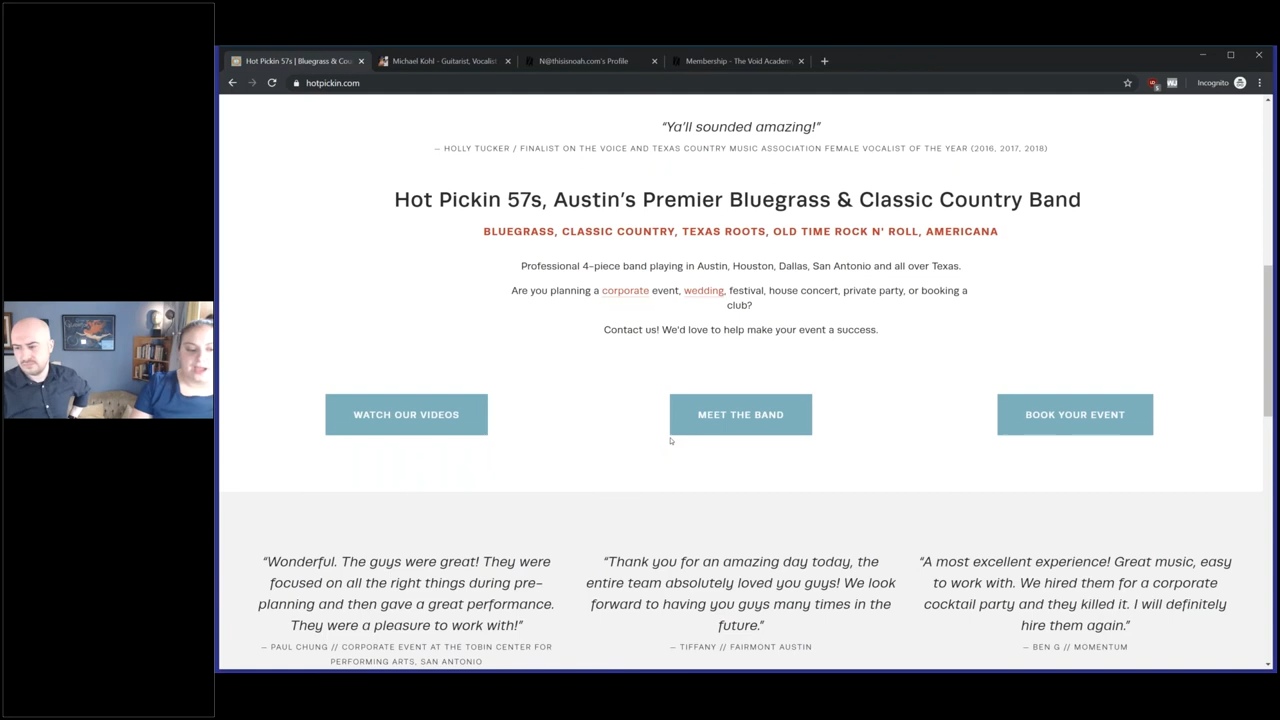 Hot Pickin 57s | Bluegrass & Cou
Michael Kohl - Guitarist, Vocalist
N@thisisnoah.com's Profile
Membership - The Void Academ
hotpickin.com
Incognito
“Ya'll sounded amazing!”
— HOLLY TUCKER / FINALIST ON THE VOICE AND TEXAS COUNTRY MUSIC ASSOCIATION FEMALE VOCALIST OF THE YEAR (2016, 2017, 2018)
Hot Pickin 57s, Austin’s Premier Bluegrass & Classic Country Band
BLUEGRASS, CLASSIC COUNTRY, TEXAS ROOTS, OLD TIME ROCK N' ROLL, AMERICANA
Professional 4-piece band playing in Austin, Houston, Dallas, San Antonio and all over Texas.
Are you planning a corporate event, wedding, festival, house concert, private party, or booking a
club?
Contact us! We’d love to help make your event a success.
WATCH OUR VIDEOS
MEET THE BAND
BOOK YOUR EVENT
“Wonderful. The guys were great! They were
focused on all the right things during pre-
planning and then gave a great performance.
They were a pleasure to work with!”
— PAUL CHUNG // CORPORATE EVENT AT THE TOBIN CENTER FOR
PERFORMING ARTS, SAN ANTONIO
“Thank you for an amazing day today, the
entire team absolutely loved you guys! We look
forward to having you guys many times in the
future.”
— TIFFANY // FAIRMONT AUSTIN
“A most excellent experience! Great music, easy
to work with. We hired them for a corporate
cocktail party and they killed it. I will definitely
hire them again.”
— BEN G // MOMENTUM